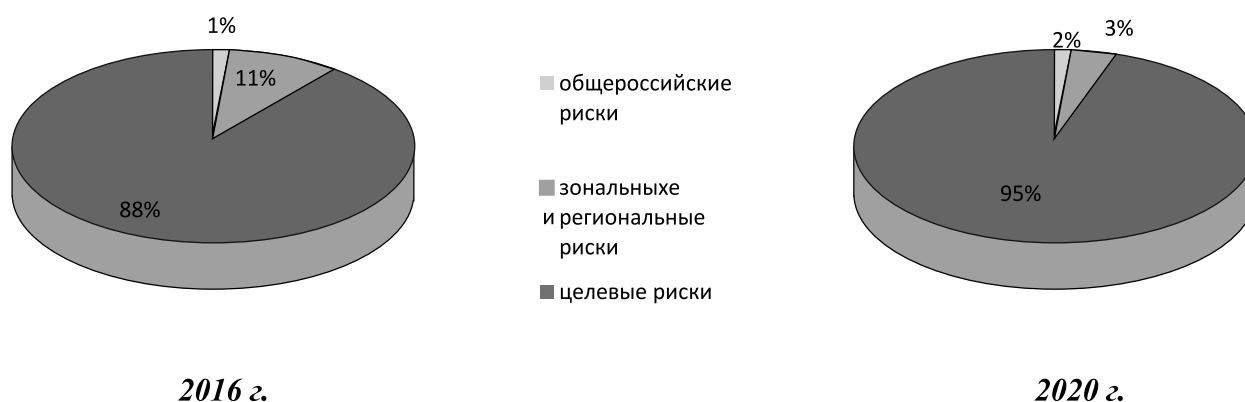 1%
11%
88%
общероссийские
риски
зональныхе
и региональные
риски
целевые риски
2%
3%
95%
2016 г.
2020 г.